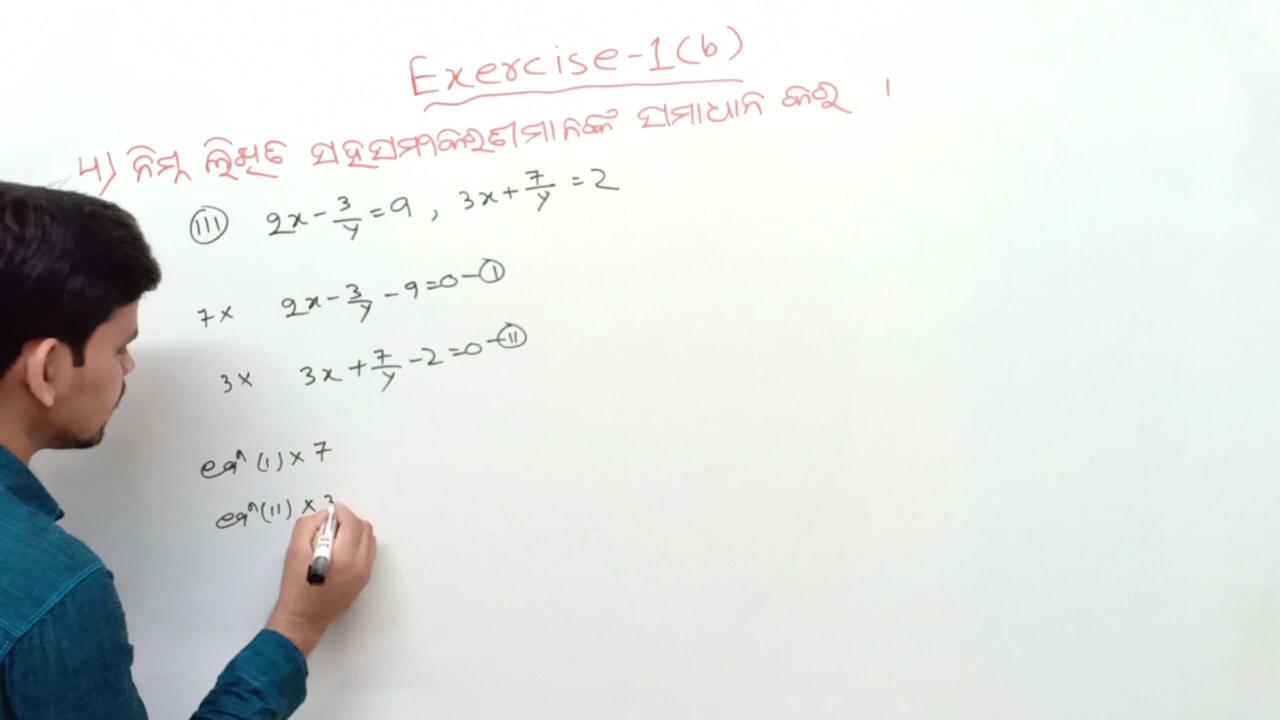 Exercise-1(b)
4) ନିମ୍ନ ଲିଖିତ ସହସମୀକରଣମାନଙ୍କ ସମାଧାନ କର ।
(III) 2x - 3/y = 9 , 3x + 7/y = 2
7 x 2x - 3/y - 9 = 0 - (I)
3 x 3x + 7/y - 2 = 0 - (II)
eqⁿ (I) x 7
eqⁿ (II) x 3